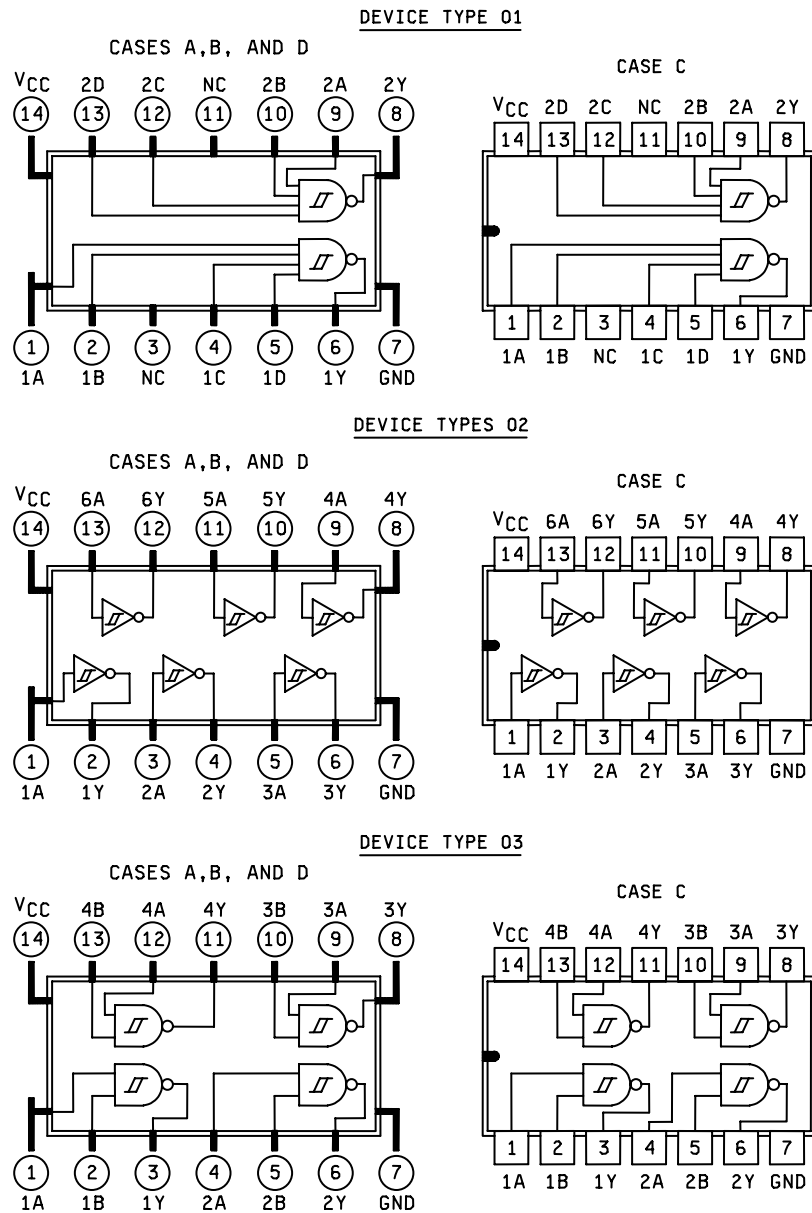 DEVICE TYPE 01
CASES A,B, AND D
VCC 2D 2C NC 2B 2A 2Y
14 13 12 11 10 9 8
1 2 3 4 5 6 7
1A 1B NC 1C 1D 1Y GND
CASE C
VCC 2D 2C NC 2B 2A 2Y
14 13 12 11 10 9 8
1 2 3 4 5 6 7
1A 1B NC 1C 1D 1Y GND
DEVICE TYPES 02
CASES A,B, AND D
VCC 6A 6Y 5A 5Y 4A 4Y
14 13 12 11 10 9 8
1 2 3 4 5 6 7
1A 1Y 2A 2Y 3A 3Y GND
CASE C
VCC 6A 6Y 5A 5Y 4A 4Y
14 13 12 11 10 9 8
1 2 3 4 5 6 7
1A 1Y 2A 2Y 3A 3Y GND
DEVICE TYPE 03
CASES A,B, AND D
VCC 4B 4A 4Y 3B 3A 3Y
14 13 12 11 10 9 8
1 2 3 4 5 6 7
1A 1B 1Y 2A 2B 2Y GND
CASE C
VCC 4B 4A 4Y 3B 3A 3Y
14 13 12 11 10 9 8
1 2 3 4 5 6 7
1A 1B 1Y 2A 2B 2Y GND